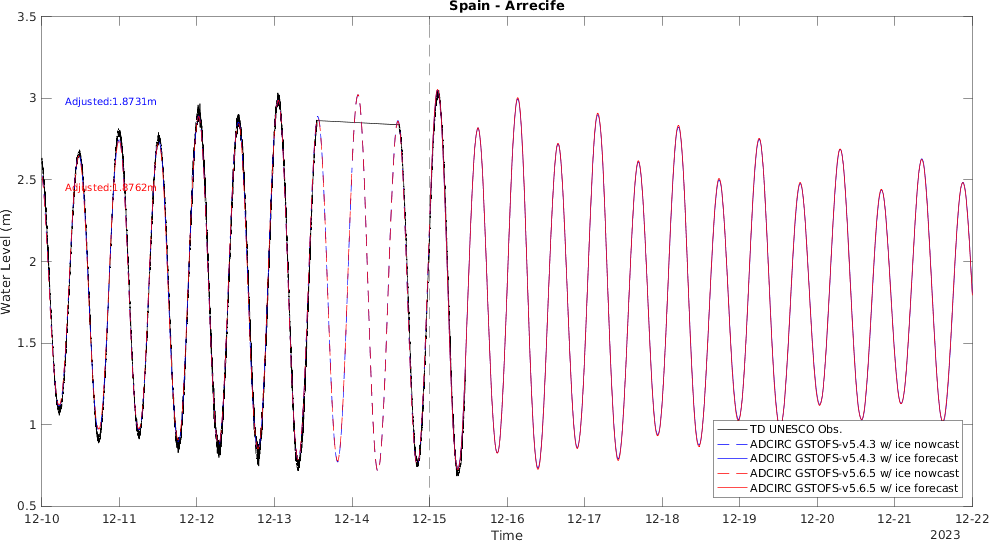 Spain - Arrecife
3.5
3
2.5
2
1.5
1
0.5
Water Level (m)
Adjusted:1.8731m
Adjusted:1.8762m
TD UNESCO Obs.
ADCIRC GSTOFS-v5.4.3 w/ ice nowcast
ADCIRC GSTOFS-v5.4.3 w/ ice forecast
ADCIRC GSTOFS-v5.6.5 w/ ice nowcast
ADCIRC GSTOFS-v5.6.5 w/ ice forecast
12-10 12-11 12-12 12-13 12-14 12-15 12-16 12-17 12-18 12-19 12-20 12-21 12-22
Time
2023